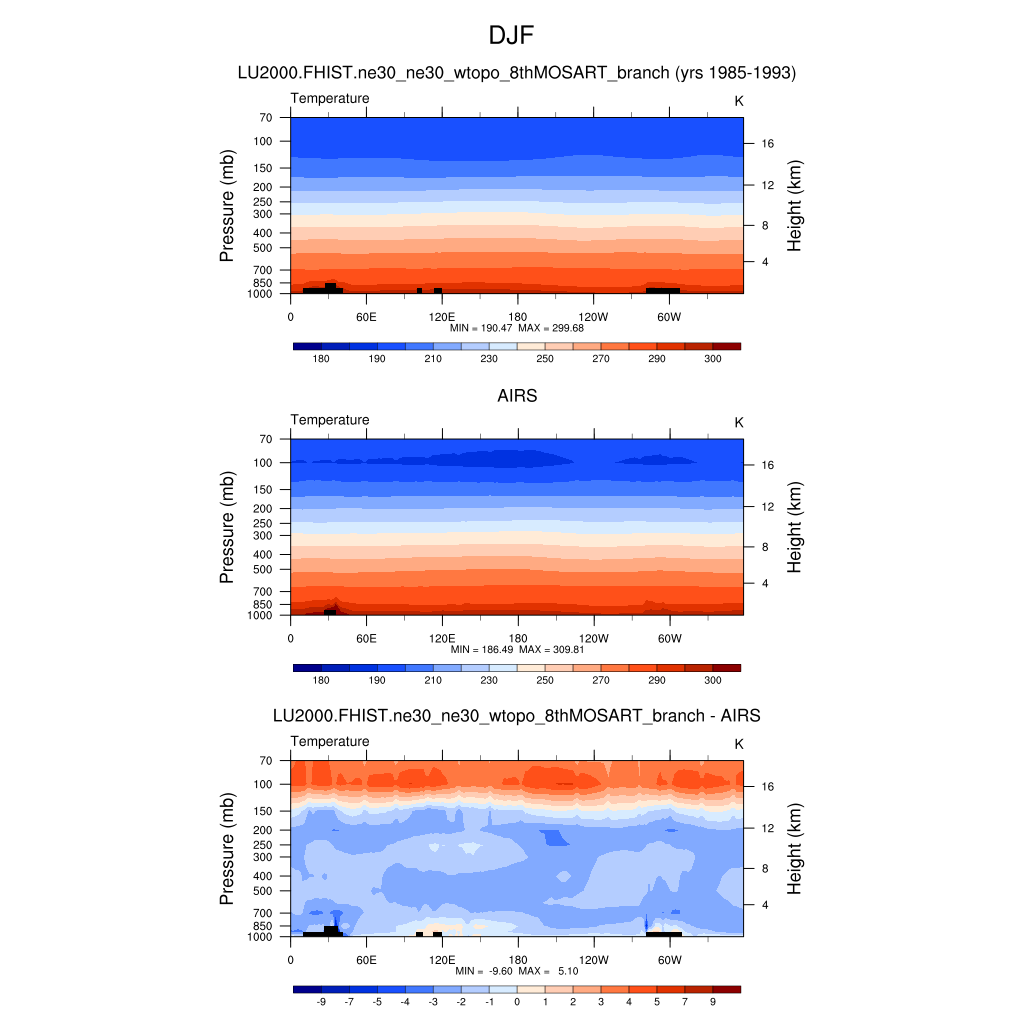 DJF
LU2000.FHIST.ne30_ne30_wtopo_8thMOSART_branch (yrs 1985-1993)
Temperature K
Pressure (mb)
70
100
150
200
250
300
400
500
700
850
1000
16
12
8
4
Height (km)
0 60E 120E 180 120W 60W
MIN = 190.47 MAX = 299.68
180 190 210 230 250 270 290 300
AIRS
Temperature K
Pressure (mb)
70
100
150
200
250
300
400
500
700
850
1000
16
12
8
4
Height (km)
0 60E 120E 180 120W 60W
MIN = 186.49 MAX = 309.81
180 190 210 230 250 270 290 300
LU2000.FHIST.ne30_ne30_wtopo_8thMOSART_branch - AIRS
Temperature K
Pressure (mb)
70
100
150
200
250
300
400
500
700
850
1000
16
12
8
4
Height (km)
0 60E 120E 180 120W 60W
MIN = -9.60 MAX = 5.10
-9 -7 -5 -4 -3 -2 -1 0 1 2 3 4 5 7 9